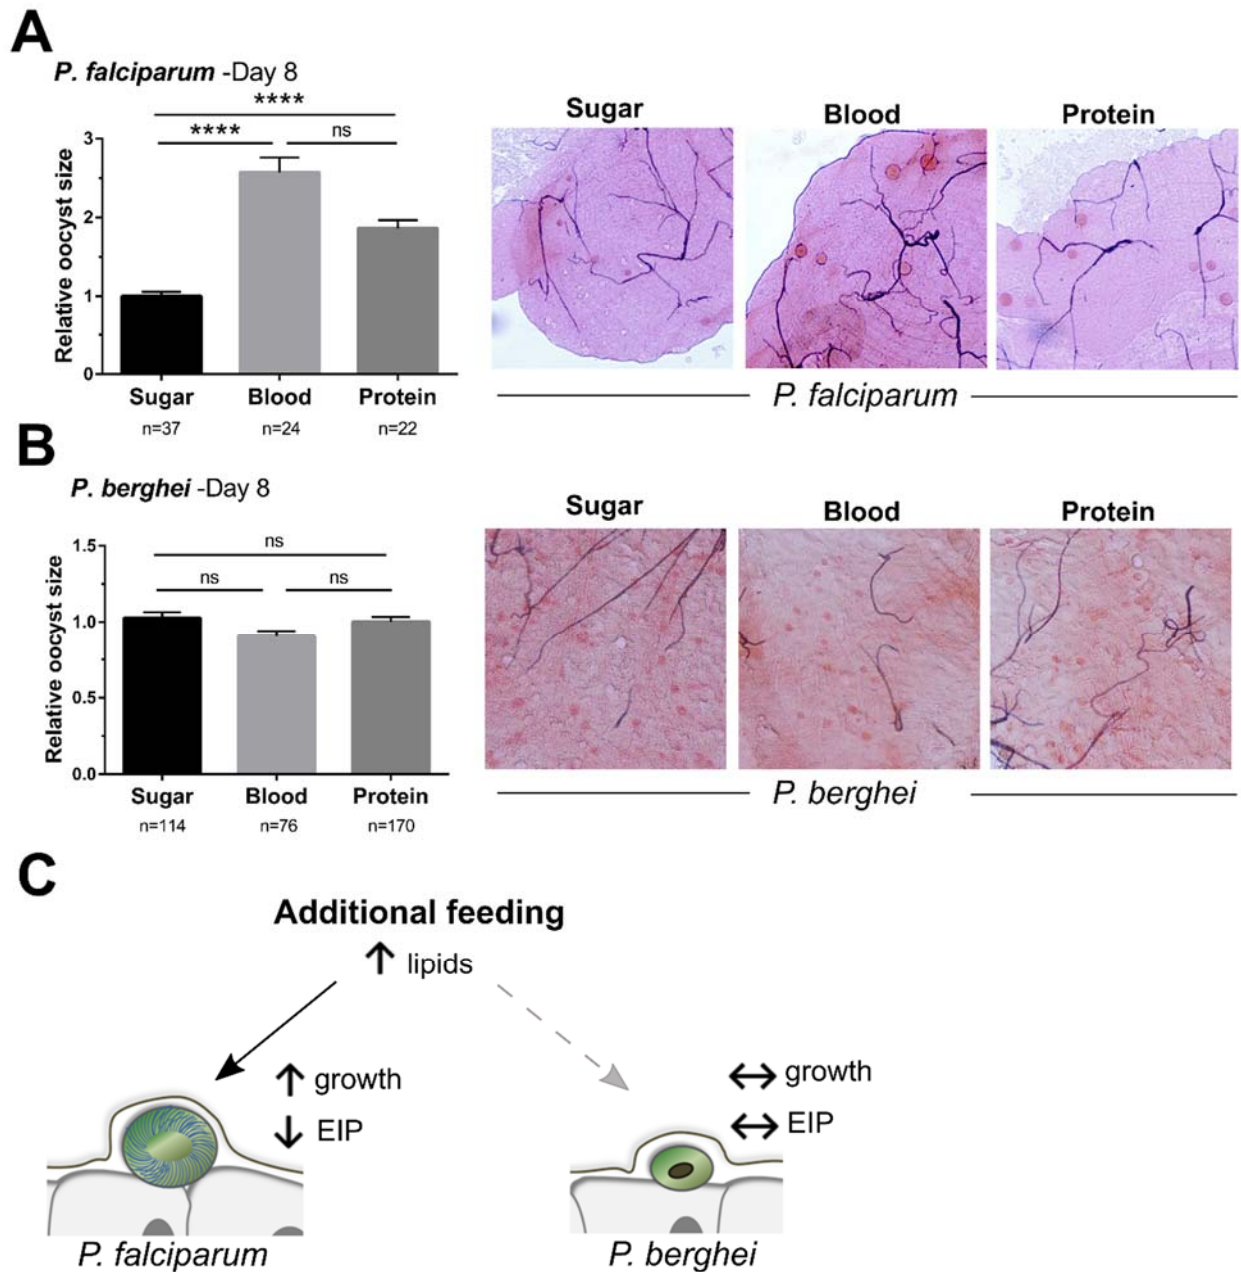 A
P. falciparum -Day 8
****
**** ns
Relative oocyst size
3
2
1
0
Sugar Blood Protein
n=37 n=24 n=22
Sugar Blood Protein
P. falciparum
B
P. berghei -Day 8
ns
ns ns
Relative oocyst size
1.5
1.0
0.5
0.0
Sugar Blood Protein
n=114 n=76 n=170
Sugar Blood Protein
P. berghei
C
Additional feeding
↑ lipids
↑ growth
↓ EIP
↔ growth
↔ EIP
P. falciparum
P. berghei